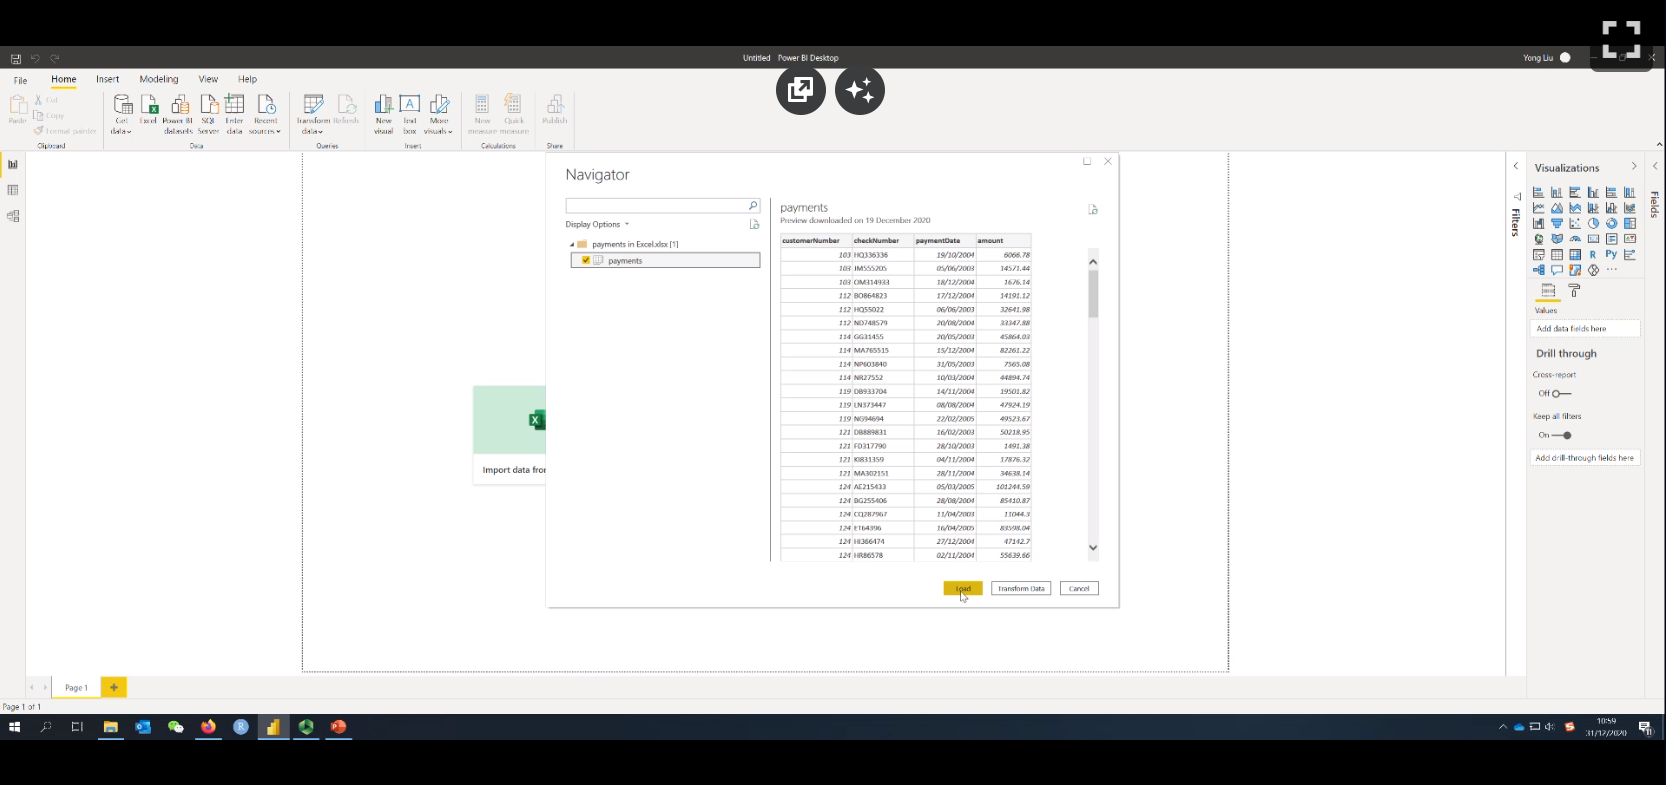 Untitled   Power BI Desktop
Yong Liu
File
Home
Insert
Modeling
View
Help
Paste
Cut
Copy
Format painter
Clipboard
Get data
Excel
Power BI datasets
SQL Server
Enter data
Recent sources
Data
Transform data
Refresh
Queries
New visual
Text box
More visuals
Insert
New measure
Quick measure
Calculations
Publish
Share
Navigator
Display Options
payments in Excel.xlsx [1]
payments
payments
Preview downloaded on 19 December 2020
customerNumber checkNumber paymentDate amount
103 HQ336336 19/10/2004 6066.78
103 JM555205 05/06/2003 14571.44
103 OM314933 18/12/2004 1676.14
112 BO864823 17/12/2004 14191.12
112 HQ55022 06/06/2003 32641.98
112 ND748579 20/08/2004 33347.88
114 GG31455 20/05/2003 45864.03
114 MA765515 15/12/2004 82261.22
114 NP603840 31/05/2003 7565.08
114 NR27552 10/03/2004 44894.74
119 DB933704 14/11/2004 19501.82
119 LN373447 08/08/2004 47924.19
119 NG94694 22/02/2005 49523.67
121 DB889831 16/02/2003 50218.95
121 FD317790 28/10/2003 1491.38
121 KI831359 04/11/2004 17876.32
121 MA302151 28/11/2004 34638.14
124 AE215433 05/03/2005 101244.59
124 BG255406 28/08/2004 85410.87
124 CQ287967 11/04/2003 11044.3
124 ET64396 16/04/2005 83598.04
124 HI366474 27/12/2004 47142.7
124 HR86578 02/11/2004 55639.66
Load
Transform Data
Cancel
Import data fro
Filters
Visualizations
Fields
R
Py
Values
Add data fields here
Drill through
Cross-report
Off
Keep all filters
On
Add drill-through fields here
Page 1
Page 1 of 1
10:59
31/12/2020